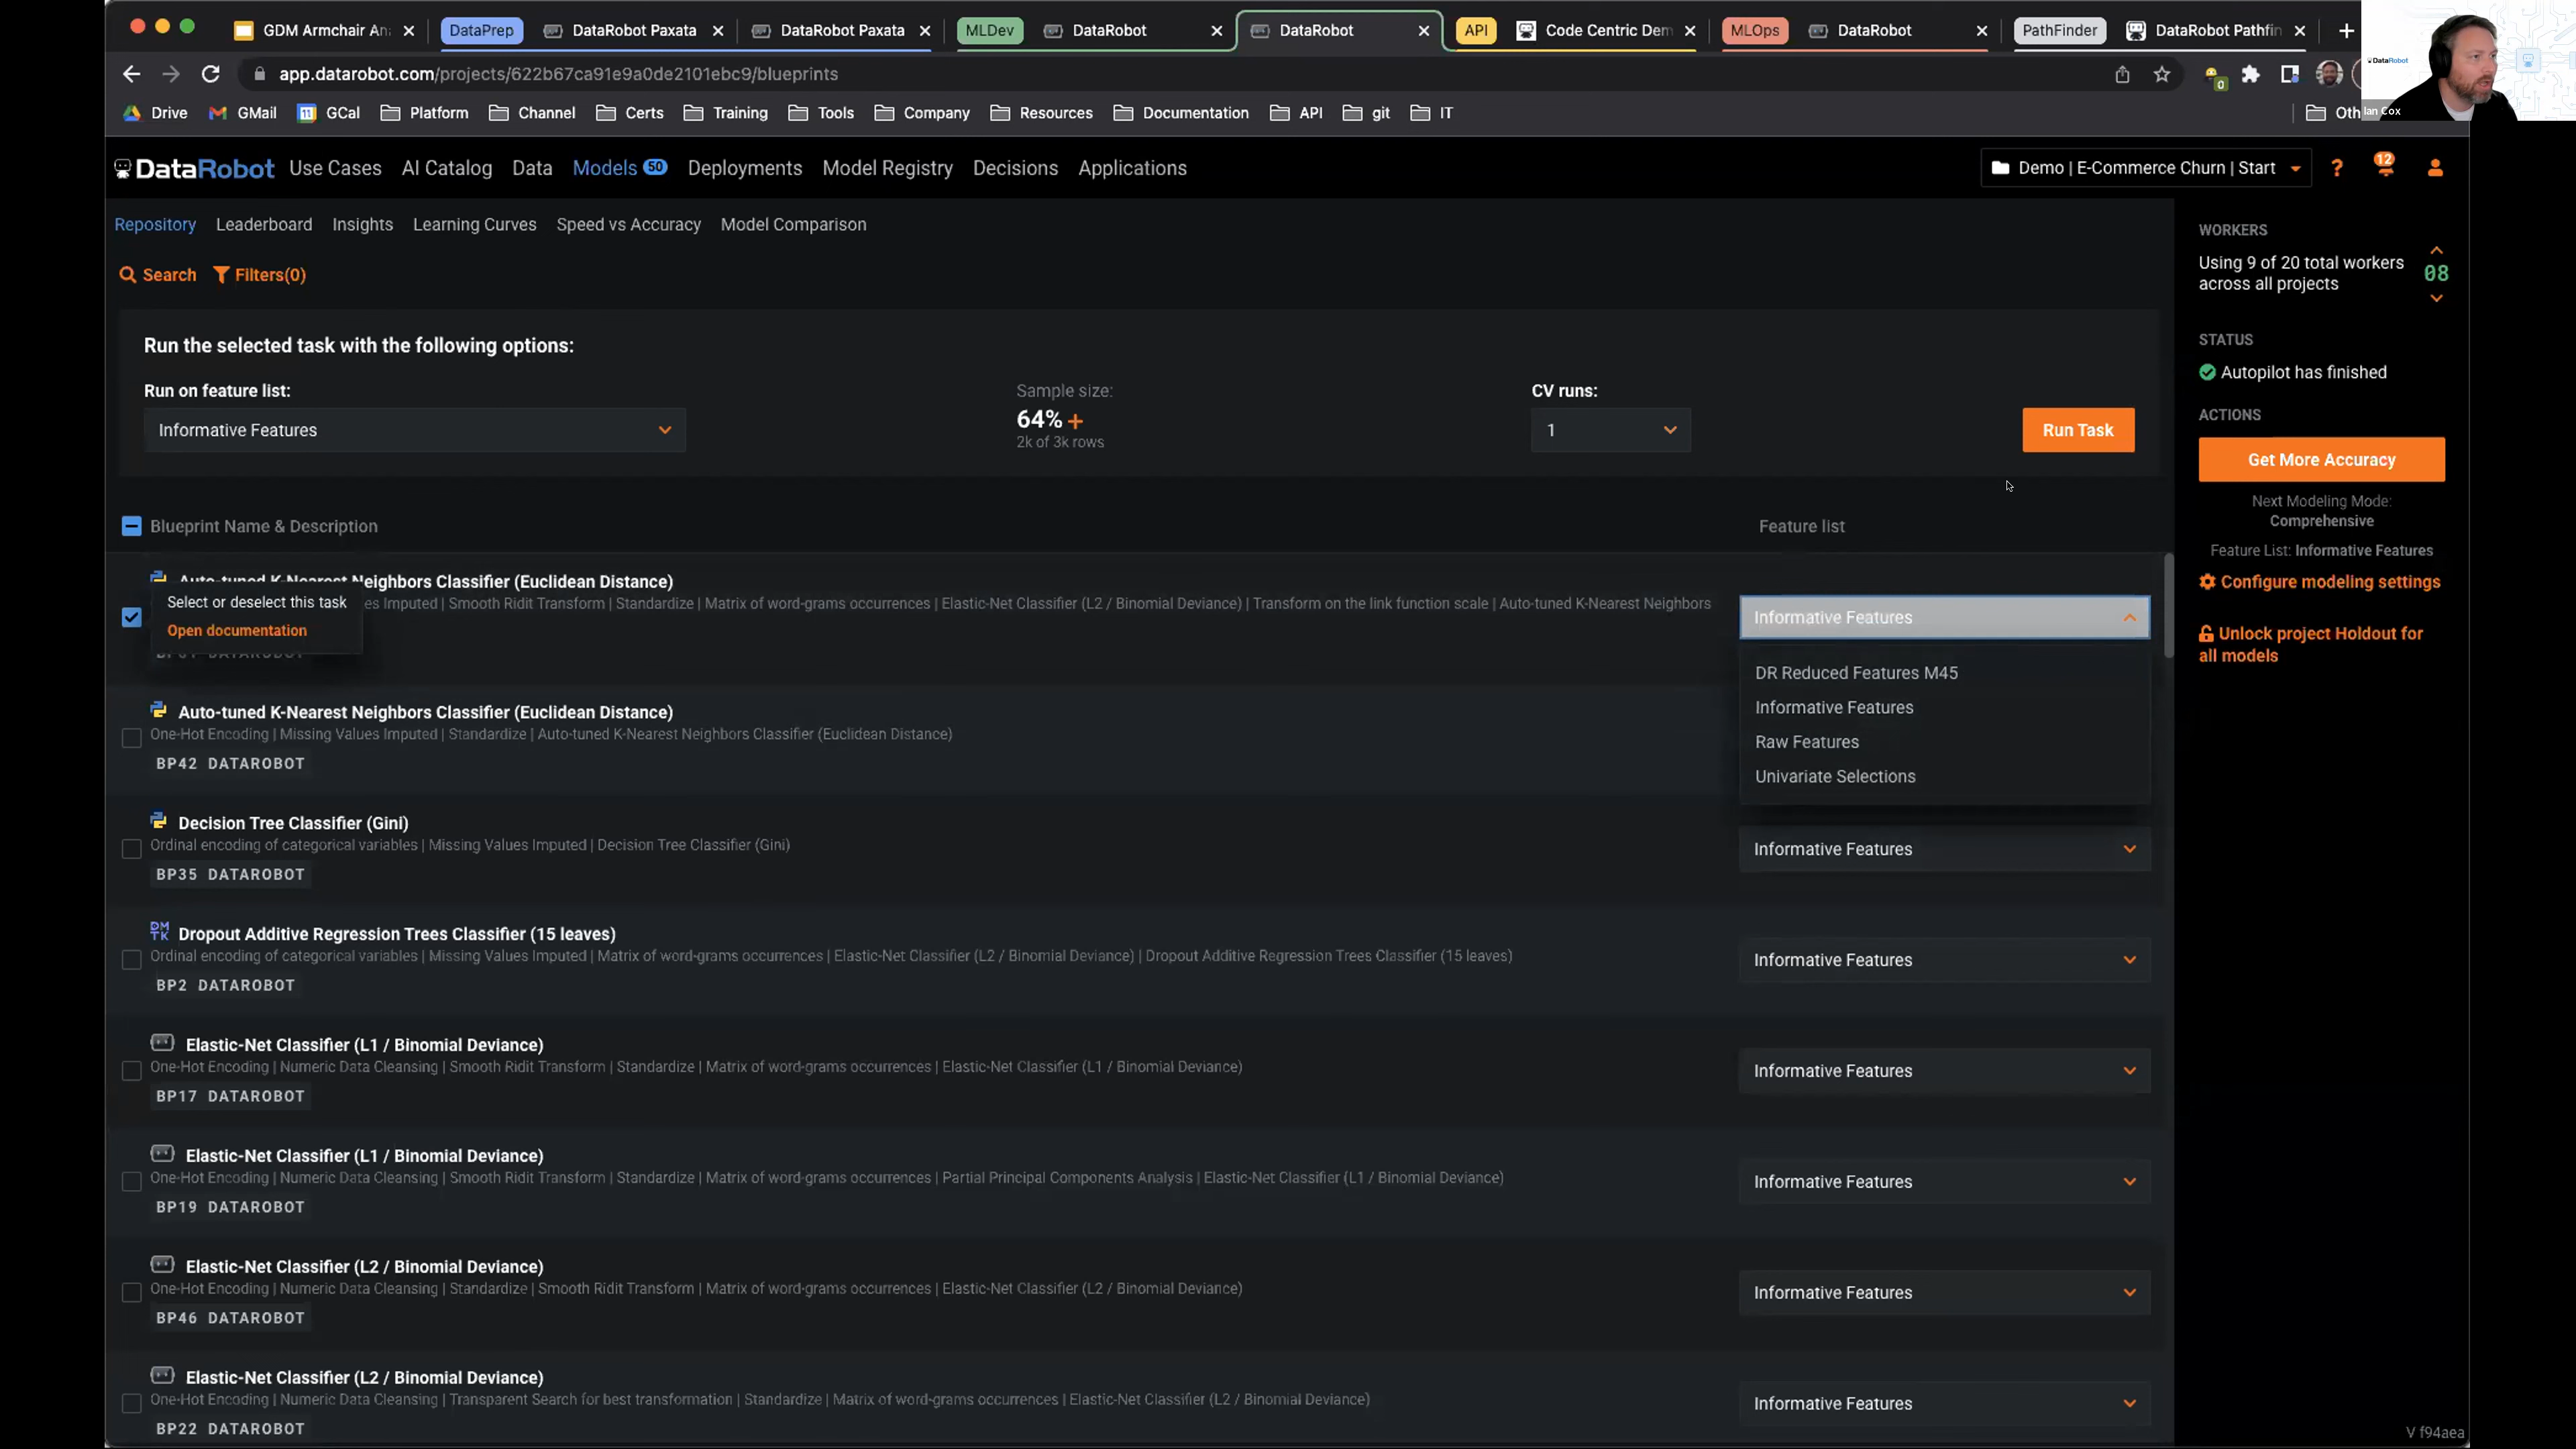 GDM Armchair An
DataPrep
DataRobot Paxata
DataRobot Paxata
MLDev
DataRobot
DataRobot
API
Code Centric Dem
MLOps
DataRobot
PathFinder
DataRobot Pathfin
app.datarobot.com/projects/622b67ca91e9a0de2101ebc9/blueprints
0
DataRobot
Ian Cox
Drive
GMail
GCal
Platform
Channel
Certs
Training
Tools
Company
Resources
Documentation
API
git
IT
Oth
DataRobot
Use Cases
AI Catalog
Data
Models 50
Deployments
Model Registry
Decisions
Applications
Demo | E-Commerce Churn | Start
?
12
Repository
Leaderboard
Insights
Learning Curves
Speed vs Accuracy
Model Comparison
Search
Filters(0)
Run the selected task with the following options:
Run on feature list:
Informative Features
Sample size:
64% +
2k of 3k rows
CV runs:
1
Run Task
WORKERS
Using 9 of 20 total workers
across all projects
08
STATUS
Autopilot has finished
ACTIONS
Get More Accuracy
Next Modeling Mode:
Comprehensive
Feature List: Informative Features
Configure modeling settings
Unlock project Holdout for
all models
Blueprint Name & Description
Feature list
Auto-tuned K-Nearest Neighbors Classifier (Euclidean Distance)
Select or deselect this task
Open documentation
es Imputed | Smooth Ridit Transform | Standardize | Matrix of word-grams occurrences | Elastic-Net Classifier (L2 / Binomial Deviance) | Transform on the link function scale | Auto-tuned K-Nearest Neighbors
DATAROBOT
Informative Features
DR Reduced Features M45
Informative Features
Raw Features
Univariate Selections
Auto-tuned K-Nearest Neighbors Classifier (Euclidean Distance)
One-Hot Encoding | Missing Values Imputed | Standardize | Auto-tuned K-Nearest Neighbors Classifier (Euclidean Distance)
BP42 DATAROBOT
Decision Tree Classifier (Gini)
Ordinal encoding of categorical variables | Missing Values Imputed | Decision Tree Classifier (Gini)
BP35 DATAROBOT
Informative Features
DM
TK
Dropout Additive Regression Trees Classifier (15 leaves)
Ordinal encoding of categorical variables | Missing Values Imputed | Matrix of word-grams occurrences | Elastic-Net Classifier (L2 / Binomial Deviance) | Dropout Additive Regression Trees Classifier (15 leaves)
BP2 DATAROBOT
Informative Features
Elastic-Net Classifier (L1 / Binomial Deviance)
One-Hot Encoding | Numeric Data Cleansing | Smooth Ridit Transform | Standardize | Matrix of word-grams occurrences | Elastic-Net Classifier (L1 / Binomial Deviance)
BP17 DATAROBOT
Informative Features
Elastic-Net Classifier (L1 / Binomial Deviance)
One-Hot Encoding | Numeric Data Cleansing | Smooth Ridit Transform | Standardize | Matrix of word-grams occurrences | Partial Principal Components Analysis | Elastic-Net Classifier (L1 / Binomial Deviance)
BP19 DATAROBOT
Informative Features
Elastic-Net Classifier (L2 / Binomial Deviance)
One-Hot Encoding | Numeric Data Cleansing | Standardize | Smooth Ridit Transform | Matrix of word-grams occurrences | Elastic-Net Classifier (L2 / Binomial Deviance)
BP46 DATAROBOT
Informative Features
Elastic-Net Classifier (L2 / Binomial Deviance)
One-Hot Encoding | Numeric Data Cleansing | Transparent Search for best transformation | Standardize | Matrix of word-grams occurrences | Elastic-Net Classifier (L2 / Binomial Deviance)
BP22 DATAROBOT
Informative Features
V f94aea